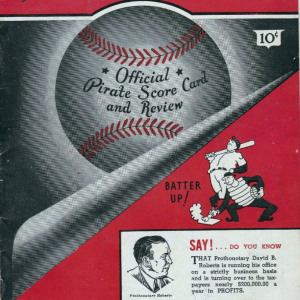 10¢
Official
Pirate Score Card
and Review
BATTER
UP!
SAY! . . . DO YOU KNOW
THAT Prothonotary David B.
Roberts is running his office
on a strictly business basis
and is turning over to the tax-
payers nearly $200,000.00 a
year in PROFITS.
Prothonotary Roberts